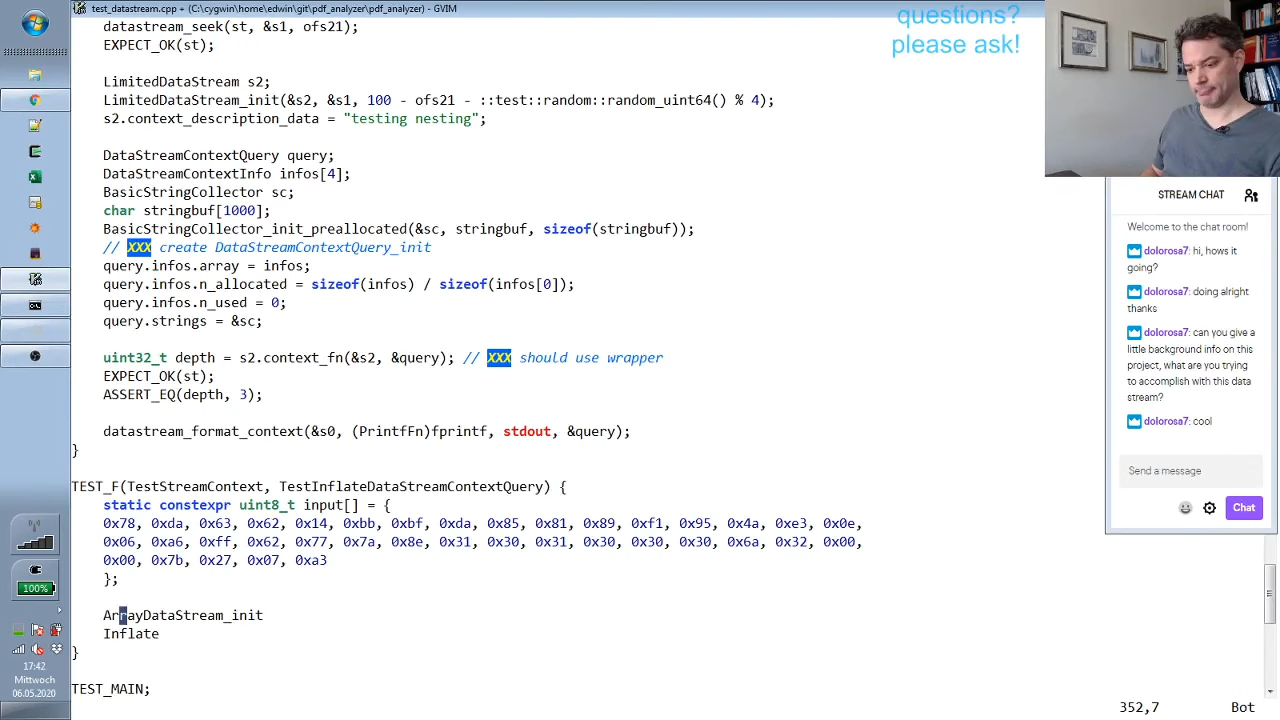 test_datastream.cpp + (C:\cygwin\home\edwin\git\pdf_analyzer\pdf_analyzer) - GVIM
datastream_seek(st, &s1, ofs21);
EXPECT_OK(st);
LimitedDataStream s2;
LimitedDataStream_init(&s2, &s1, 100 - ofs21 - ::test::random::random_uint64() % 4);
s2.context_description_data = "testing nesting";
DataStreamContextQuery query;
DataStreamContextInfo infos[4];
BasicStringCollector sc;
char stringbuf[1000];
BasicStringCollector_init_preallocated(&sc, stringbuf, sizeof(stringbuf));
// XXX create DataStreamContextQuery_init
query.infos.array = infos;
query.infos.n_allocated = sizeof(infos) / sizeof(infos[0]);
query.infos.n_used = 0;
query.strings = &sc;
uint32_t depth = s2.context_fn(&s2, &query); // XXX should use wrapper
EXPECT_OK(st);
ASSERT_EQ(depth, 3);
datastream_format_context(&s0, (PrintfFn)fprintf, stdout, &query);
}
TEST_F(TestStreamContext, TestInflateDataStreamContextQuery) {
static constexpr uint8_t input[] = {
0x78, 0xda, 0x63, 0x62, 0x14, 0xbb, 0xbf, 0xda, 0x85, 0x81, 0x89, 0xf1, 0x95, 0x4a, 0xe3, 0x0e,
0x06, 0xa6, 0xff, 0x62, 0x77, 0x7a, 0x8e, 0x31, 0x30, 0x31, 0x30, 0x30, 0x30, 0x6a, 0x32, 0x00,
0x00, 0x7b, 0x27, 0x07, 0xa3
};
ArrayDataStream_init
Inflate
}
TEST_MAIN;
352,7 Bot
questions?
please ask!
STREAM CHAT
Welcome to the chat room!
dolorosa7: hi, hows it
going?
dolorosa7: doing alright
thanks
dolorosa7: can you give a
little background info on this
project, what are you trying
to accomplish with this data
stream?
dolorosa7: cool
Send a message
Chat
100%
17:42
Mittwoch
06.05.2020